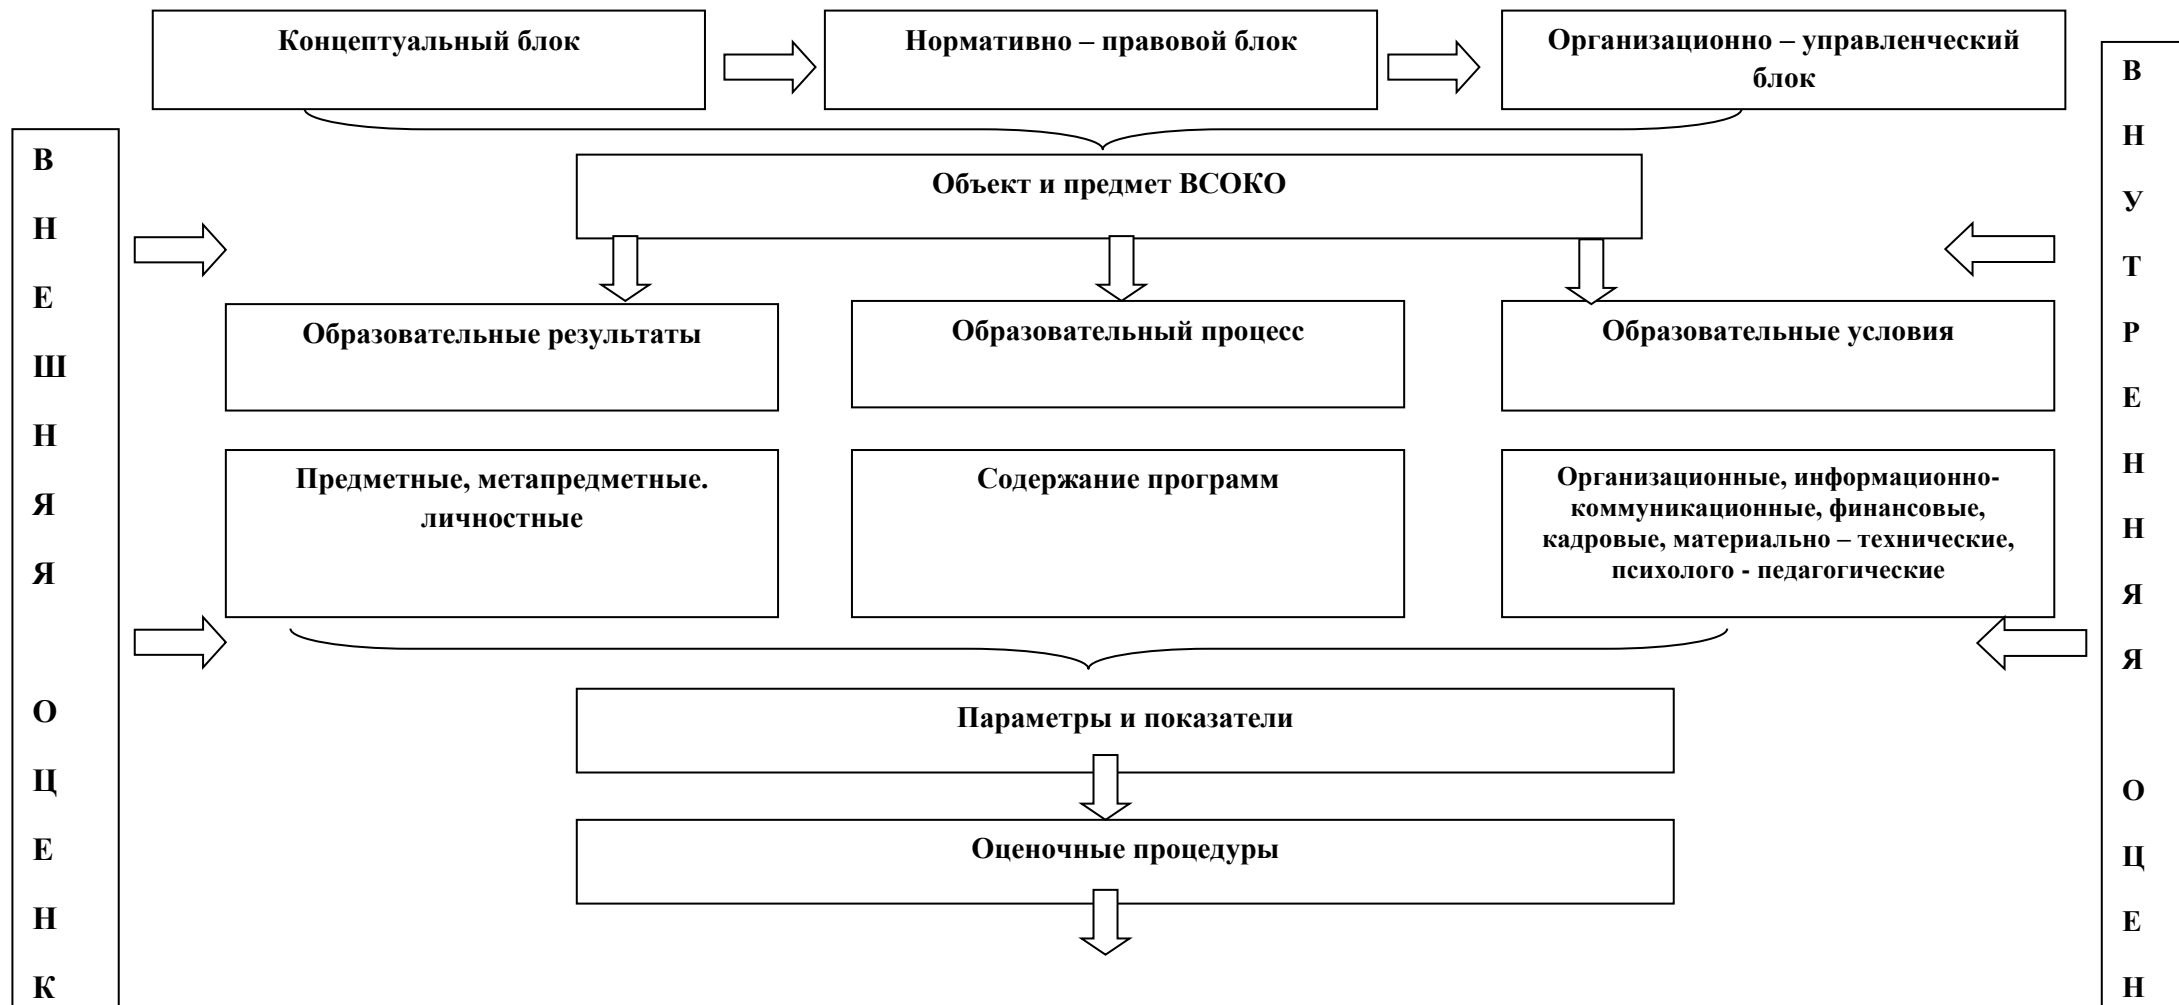 Концептуальный блок
Нормативно – правовой блок
Организационно – управленческий
блок
Объект и предмет ВСОКО
Образовательные результаты
Образовательный процесс
Образовательные условия
Предметные, метапредметные.
личностные
Содержание программ
Организационные, информационно-
коммуникационные, финансовые,
кадровые, материально – технические,
психолого - педагогические
Параметры и показатели
Оценочные процедуры
В
Н
Е
Ш
Н
Я
Я
О
Ц
Е
Н
К
В
Н
У
Т
Р
Е
Н
Н
Я
Я
О
Ц
Е
Н